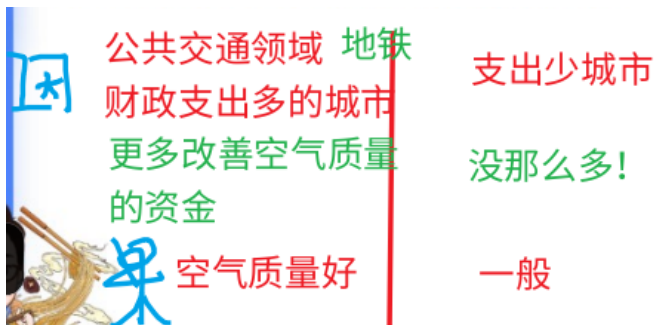 因
公共交通领域 地铁
财政支出多的城市
支出少城市
更多改善空气质量
的资金
没那么多!
果
空气质量好
一般